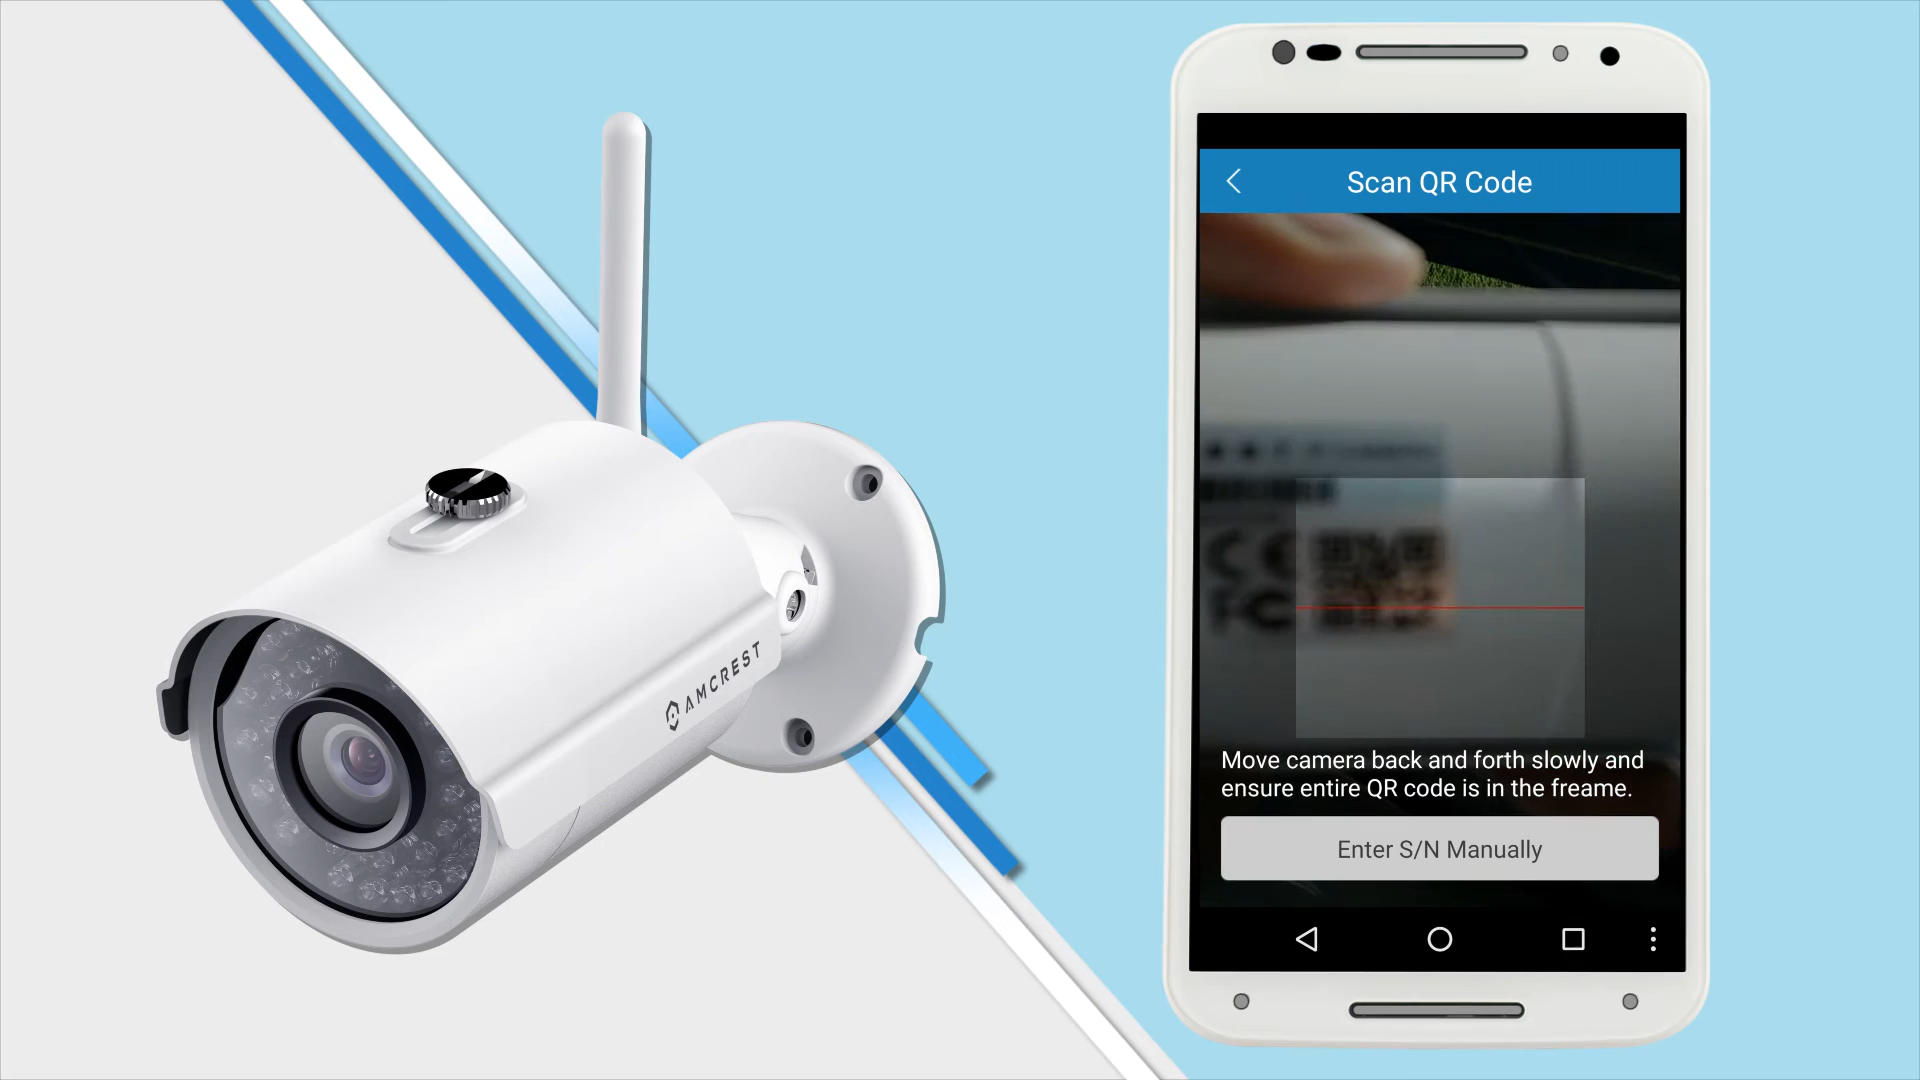 AMCREST
Scan QR Code
Move camera back and forth slowly and
ensure entire QR code is in the freame.
Enter S/N Manually